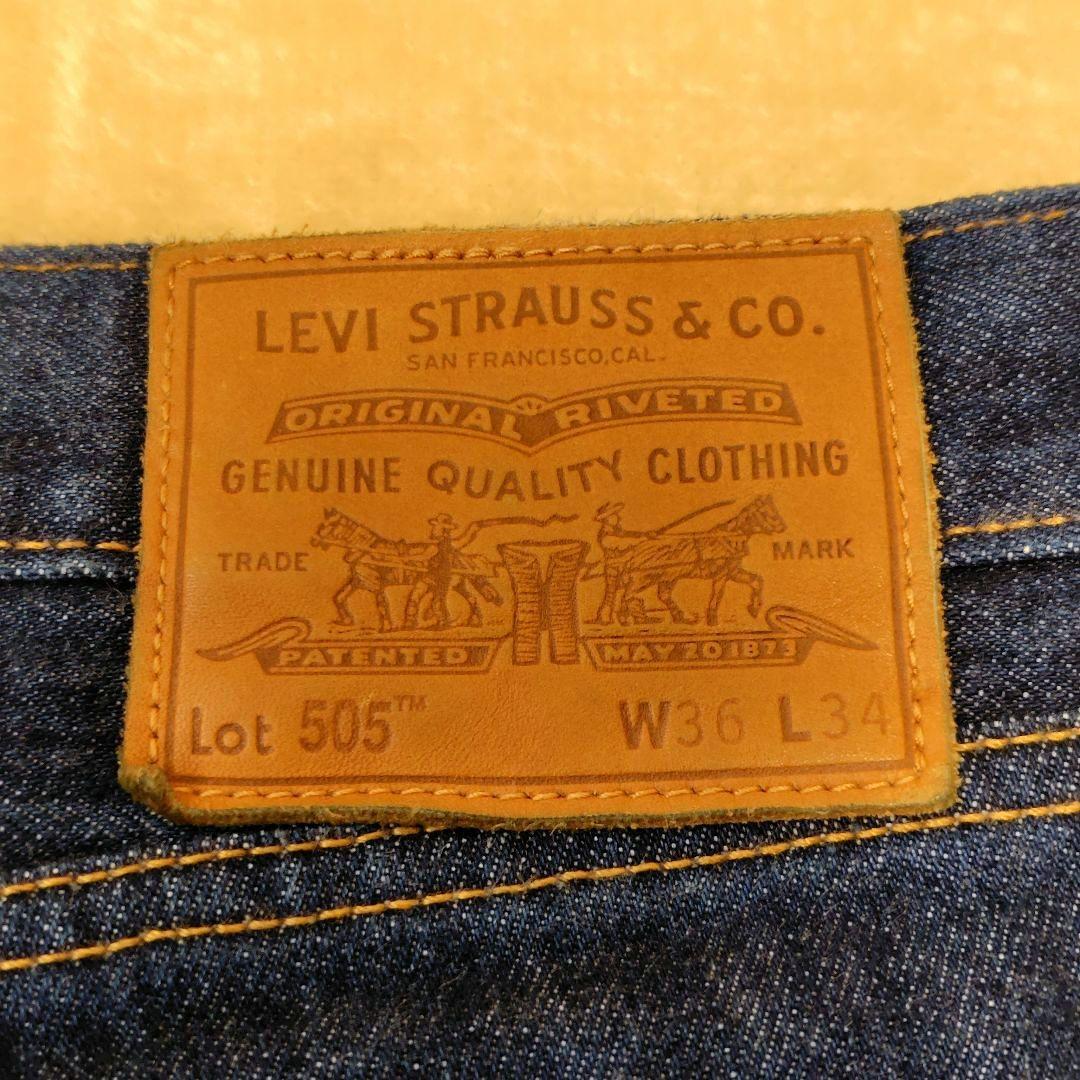 LEVI STRAUSS & CO.
SAN FRANCISCO, CAL.
ORIGINAL RIVETED
GENUINE QUALITY CLOTHING
TRADE MARK
PATENTED MAY 20 1873
Lot 505™ W36 L34